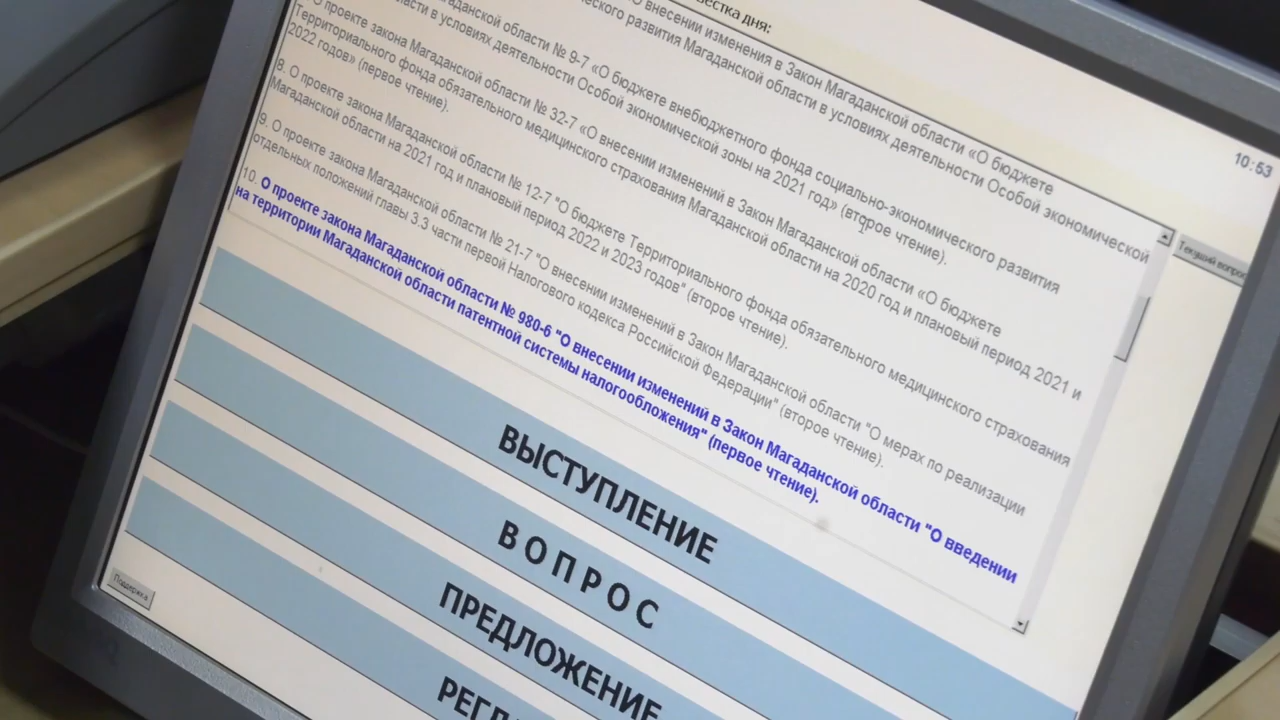 вестка дня:
10:53
О внесении изменения в Закон Магаданской области «О бюджете
ческого развития Магаданской области в условиях деятельности Особой экономической
агаданской области № 9-7 «О бюджете внебюджетного фонда социально-экономического развития
ласти в условиях деятельности Особой экономической зоны на 2021 год» (второе чтение).
О проекте закона Магаданской области № 32-7 «О внесении изменений в Закон Магаданской области «О бюджете
Территориального фонда обязательного медицинского страхования Магаданской области на 2020 год и плановый период 2021 и
2022 годов» (первое чтение).
8. О проекте закона Магаданской области № 12-7 "О бюджете Территориального фонда обязательного медицинского страхования
Магаданской области на 2021 год и плановый период 2022 и 2023 годов" (второе чтение).
9. О проекте закона Магаданской области № 21-7 "О внесении изменений в Закон Магаданской области "О мерах по реализации
отдельных положений главы 3.3 части первой Налогового кодекса Российской Федерации" (второе чтение).
10. О проекте закона Магаданской области № 980-6 "О внесении изменений в Закон Магаданской области "О введении
на территории Магаданской области патентной системы налогообложения" (первое чтение).
Текущий вопрос
ВЫСТУПЛЕНИЕ
ВОПРОС
ПРЕДЛОЖЕНИЕ
РЕГЛ
Поддержка